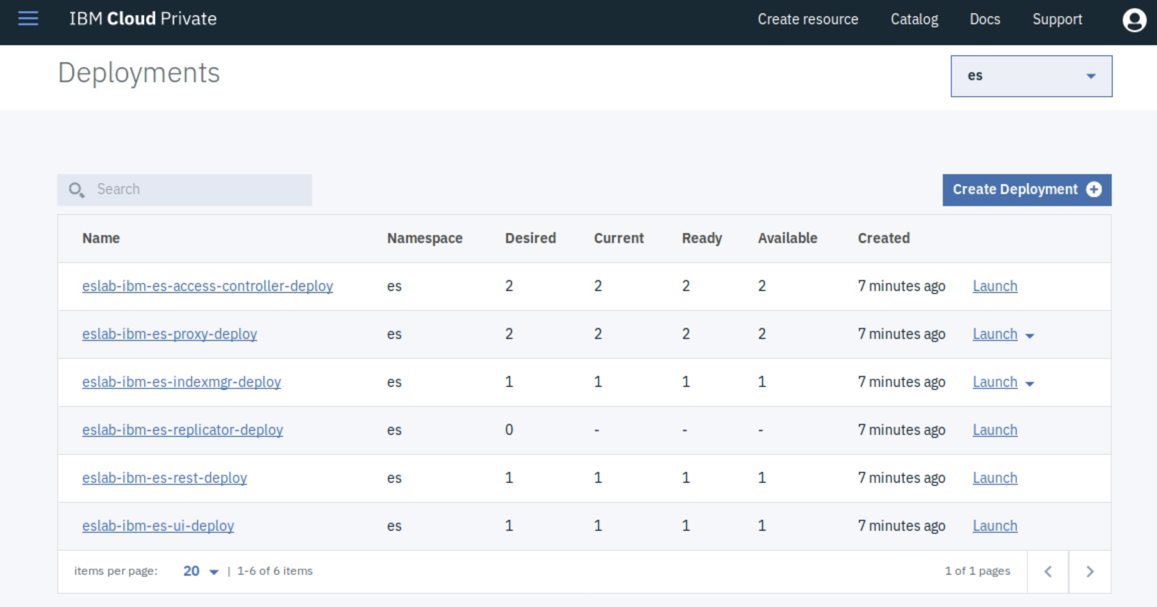 IBM Cloud Private Create resource Catalog Docs Support
Deployments
es
Search
Create Deployment
Name Namespace Desired Current Ready Available Created
eslab-ibm-es-access-controller-deploy es 2 2 2 2 7 minutes ago Launch
eslab-ibm-es-proxy-deploy es 2 2 2 2 7 minutes ago Launch
eslab-ibm-es-indexmgr-deploy es 1 1 1 1 7 minutes ago Launch
eslab-ibm-es-replicator-deploy es 0 - - - 7 minutes ago Launch
eslab-ibm-es-rest-deploy es 1 1 1 1 7 minutes ago Launch
eslab-ibm-es-ui-deploy es 1 1 1 1 7 minutes ago Launch
items per page: 20 | 1-6 of 6 items 1 of 1 pages